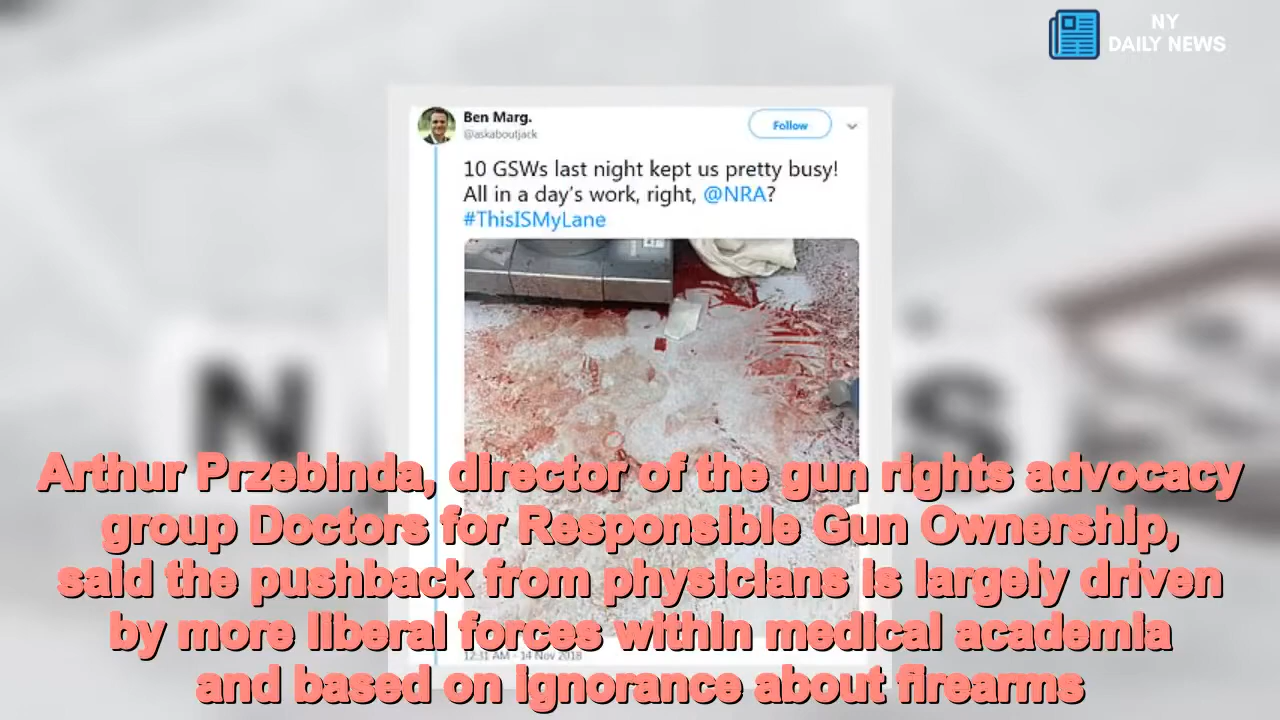 NY
DAILY NEWS
Ben Marg.
@askaboutjack
Follow
10 GSWs last night kept us pretty busy!
All in a day's work, right, @NRA?
#ThisISMyLane
Arthur Przebinda, director of the gun rights advocacy
group Doctors for Responsible Gun Ownership,
said the pushback from physicians is largely driven
by more liberal forces within medical academia
12:31 AM - 14 Nov 2018
and based on ignorance about firearms